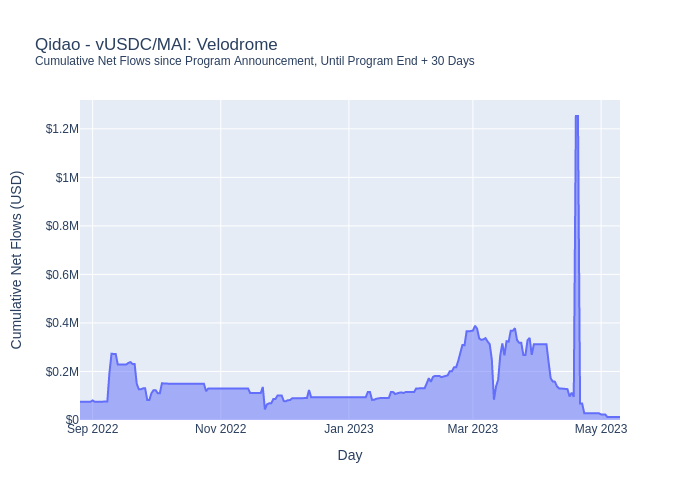 Qidao - vUSDC/MAI: Velodrome
Cumulative Net Flows since Program Announcement, Until Program End + 30 Days
Cumulative Net Flows (USD)
$1.2M
$1M
$0.8M
$0.6M
$0.4M
$0.2M
$0
Sep 2022
Nov 2022
Jan 2023
Mar 2023
May 2023
Day